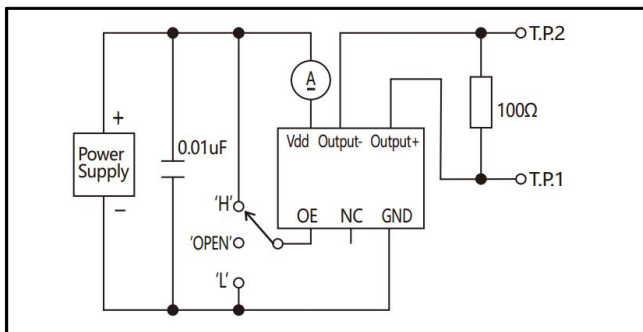 T.P.2
A
+
100Ω
0.01uF
Vdd Output- Output+
Power
Supply
T.P.1
'H'
OE NC GND
−
'OPEN'
'L'